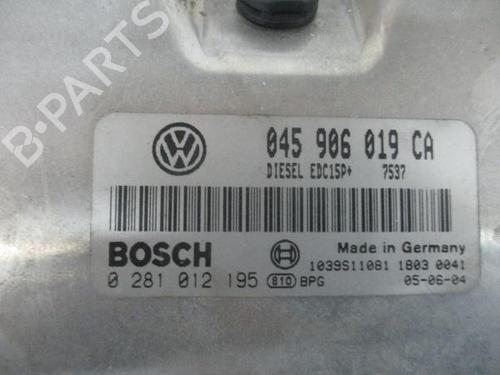 045 906 019 CA
DIESEL EDC15P+ 7537
BOSCH
Made in Germany
1039S11081 1803 0041
0 281 012 195 810 BPG 05-06-04